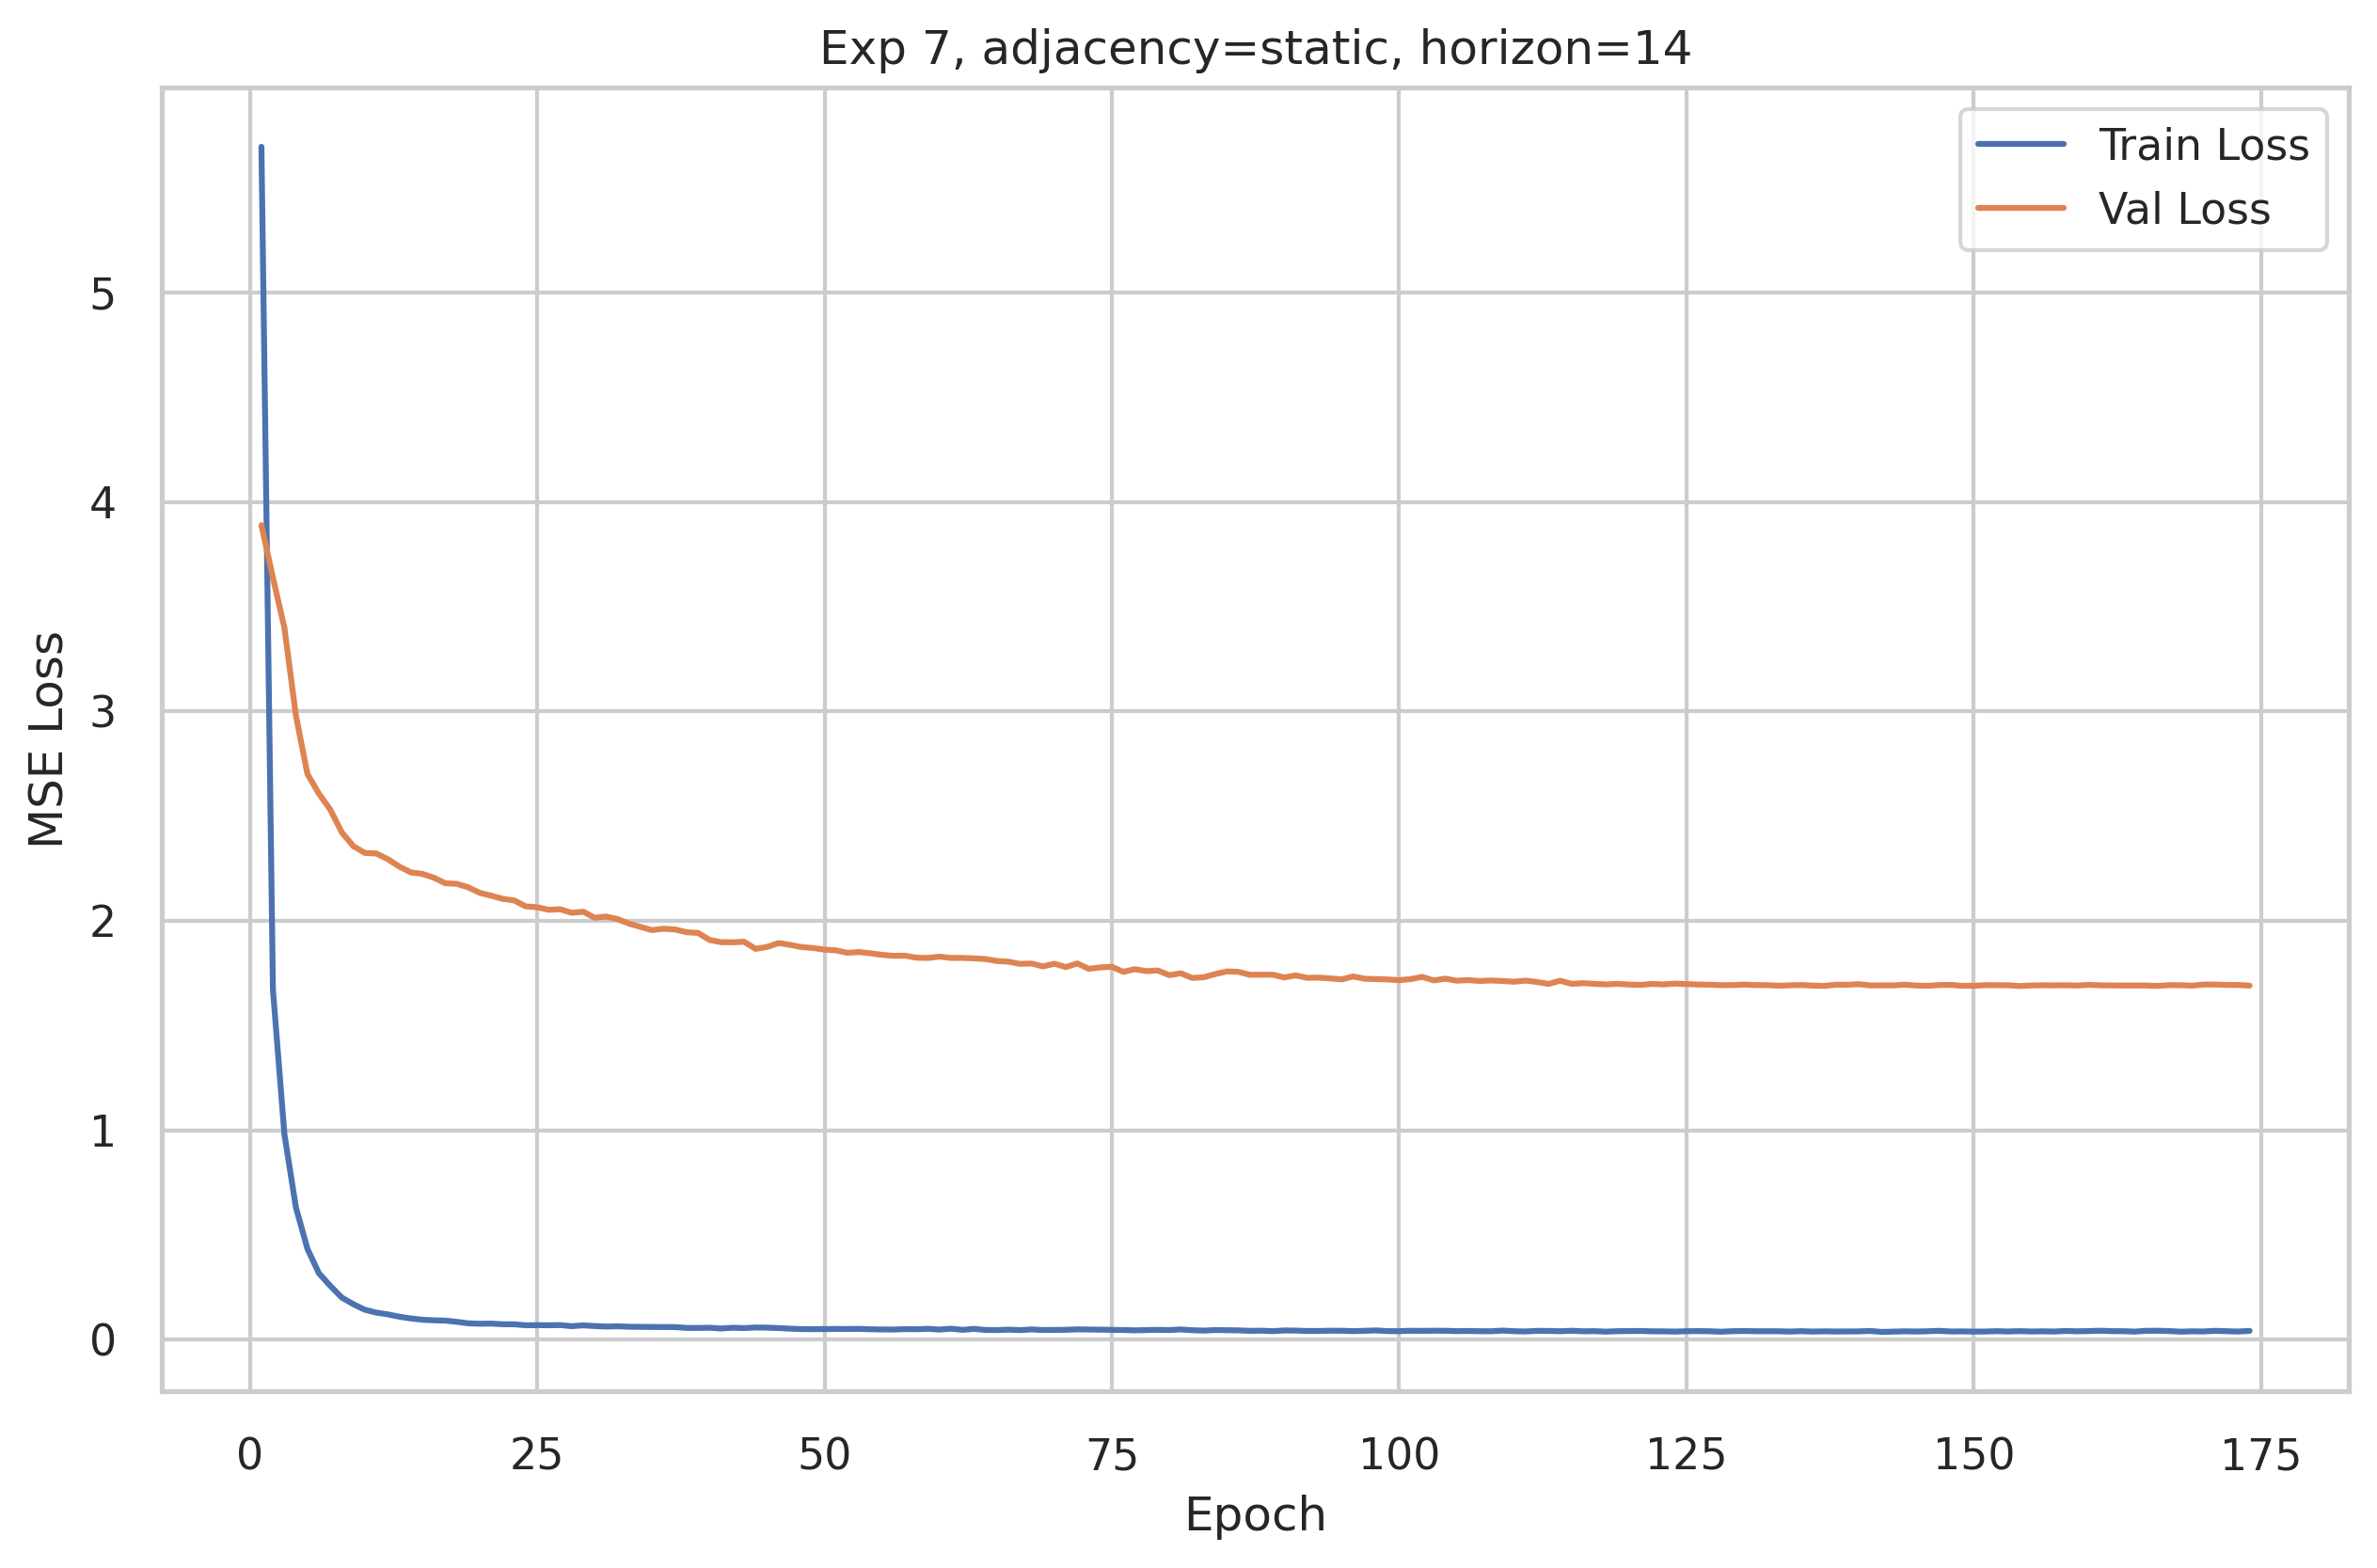 Exp 7, adjacency=static, horizon=14
Train Loss
Val Loss
5
4
3
2
1
0
MSE Loss
0 25 50 75 100 125 150 175
Epoch